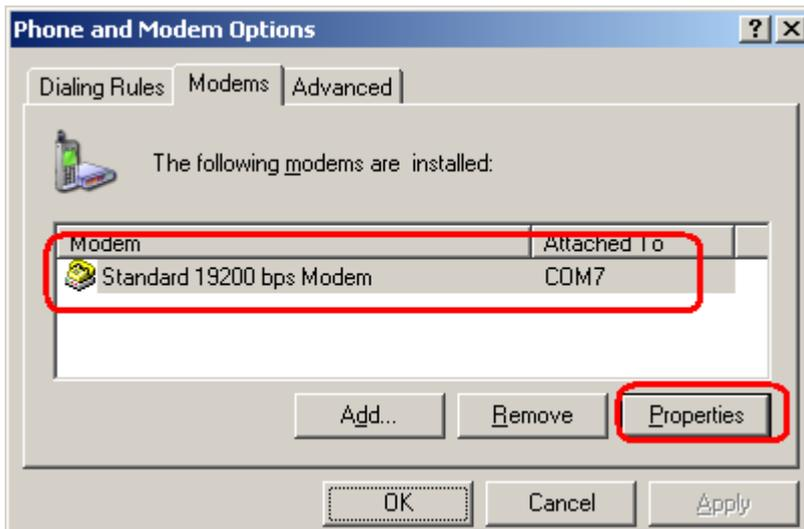 Phone and Modem Options
Dialing Rules Modems Advanced
The following modems are installed:
Modem Attached To
Standard 19200 bps Modem COM7
Add... Remove Properties
OK Cancel Apply